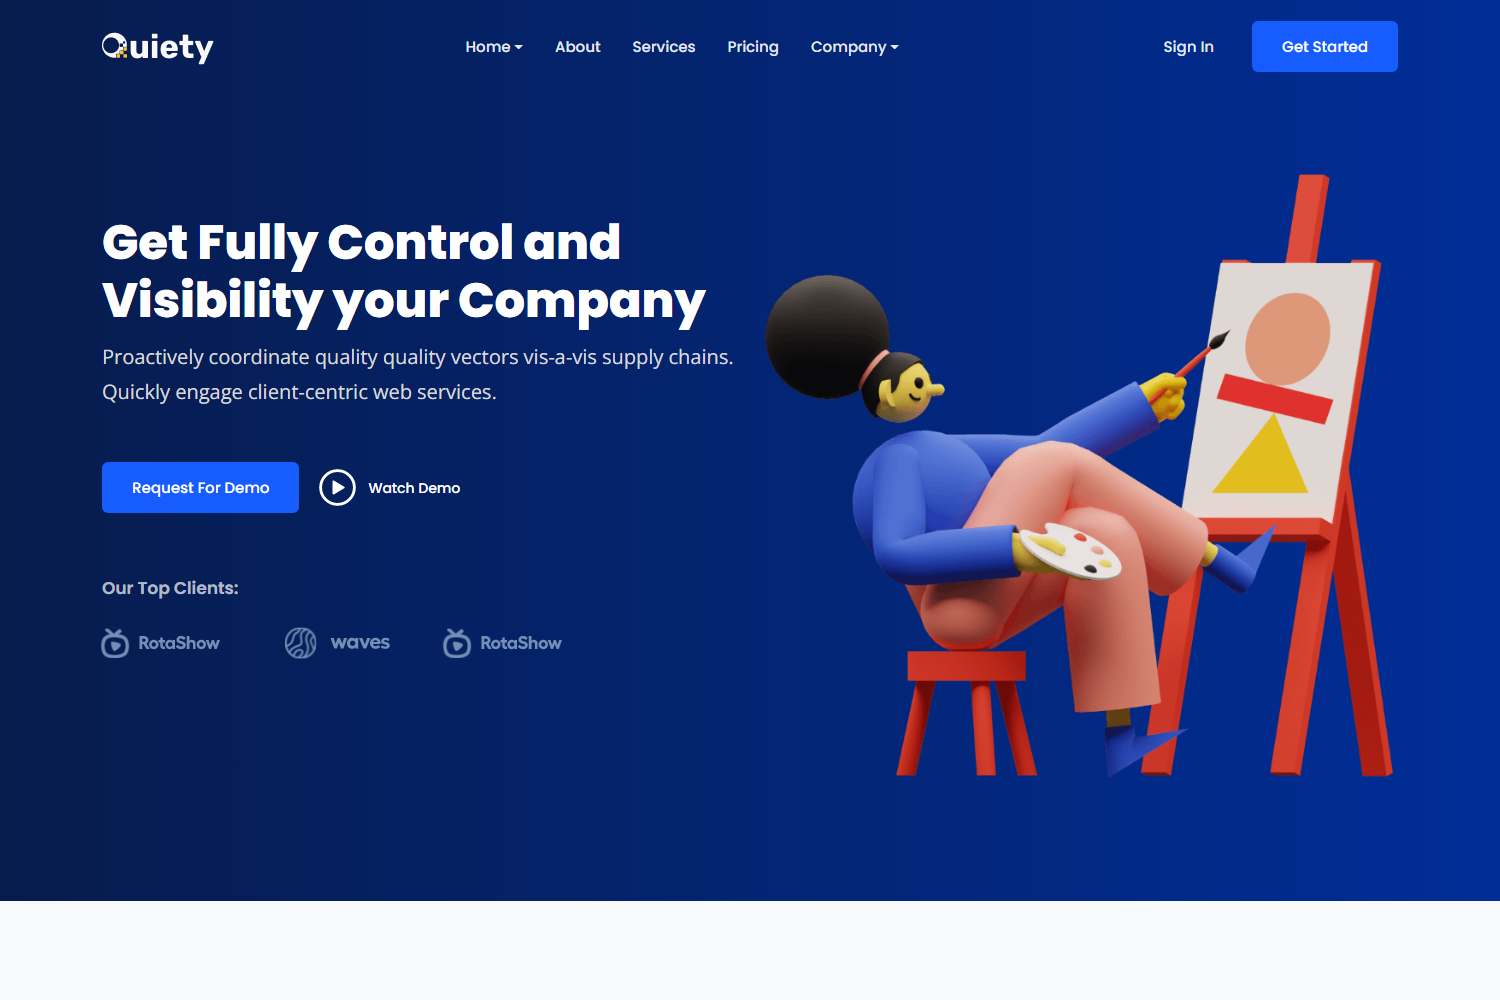 Quiety
Home
About
Services
Pricing
Company
Sign In
Get Started
Get Fully Control and
Visibility your Company
Proactively coordinate quality quality vectors vis-a-vis supply chains.
Quickly engage client-centric web services.
Request For Demo
Watch Demo
Our Top Clients:
RotaShow
waves
RotaShow